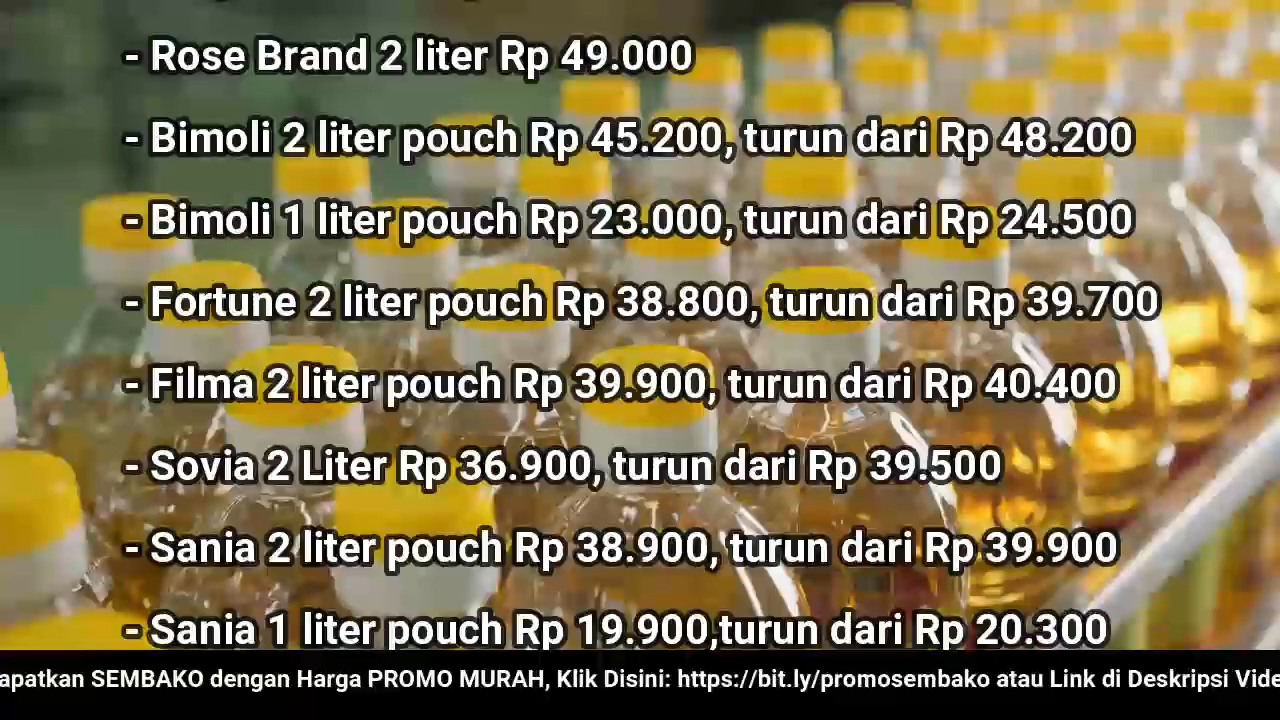 - Rose Brand 2 liter Rp 49.000
- Bimoli 2 liter pouch Rp 45.200, turun dari Rp 48.200
- Bimoli 1 liter pouch Rp 23.000, turun dari Rp 24.500
- Fortune 2 liter pouch Rp 38.800, turun dari Rp 39.700
- Filma 2 liter pouch Rp 39.900, turun dari Rp 40.400
- Sovia 2 Liter Rp 36.900, turun dari Rp 39.500
- Sania 2 liter pouch Rp 38.900, turun dari Rp 39.900
- Sania 1 liter pouch Rp 19.900,turun dari Rp 20.300
apatkan SEMBAKO dengan Harga PROMO MURAH, Klik Disini: https://bit.ly/promosembako atau Link di Deskripsi Vide